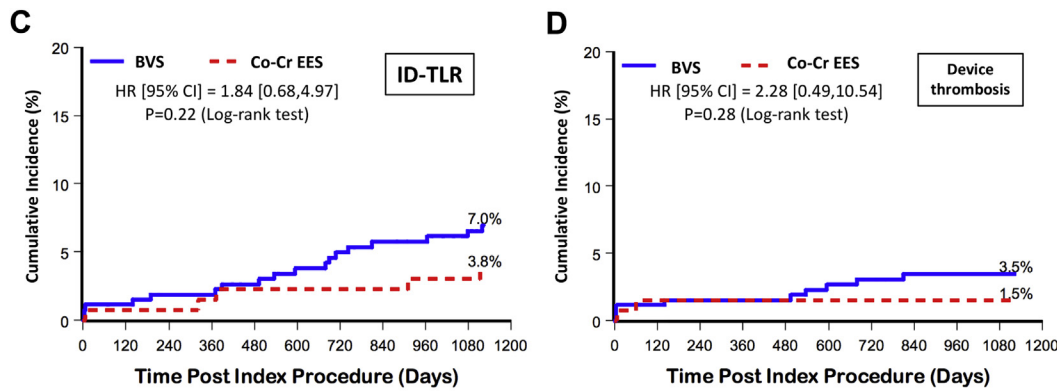 C
20
15
10
5
0
Cumulative Incidence (%)
BVS
Co-Cr EES
ID-TLR
HR [95% CI] = 1.84 [0.68,4.97]
P=0.22 (Log-rank test)
7.0%
3.8%
0 120 240 360 480 600 720 840 960 1080 1200
Time Post Index Procedure (Days)
D
20
15
10
5
0
Cumulative Incidence (%)
BVS
Co-Cr EES
Device
thrombosis
HR [95% CI] = 2.28 [0.49,10.54]
P=0.28 (Log-rank test)
3.5%
1.5%
0 120 240 360 480 600 720 840 960 1080 1200
Time Post Index Procedure (Days)